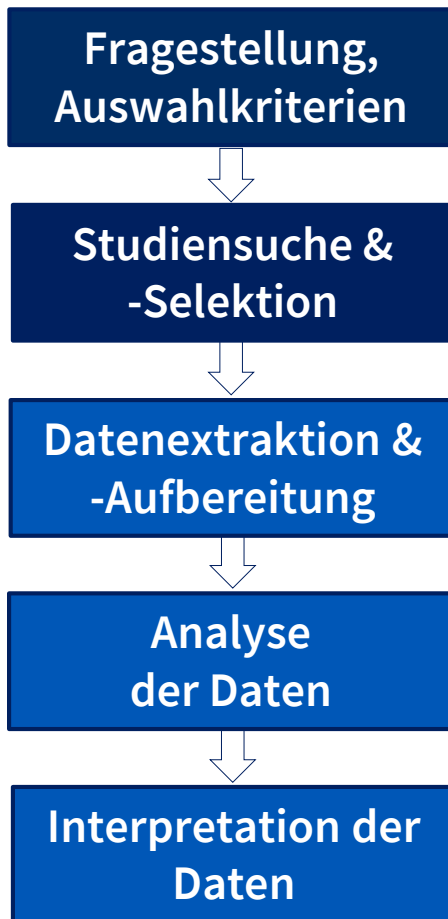 Fragestellung,
Auswahlkriterien
Studiensuche &
-Selektion
Datenextraktion &
-Aufbereitung
Analyse
der Daten
Interpretation der
Daten